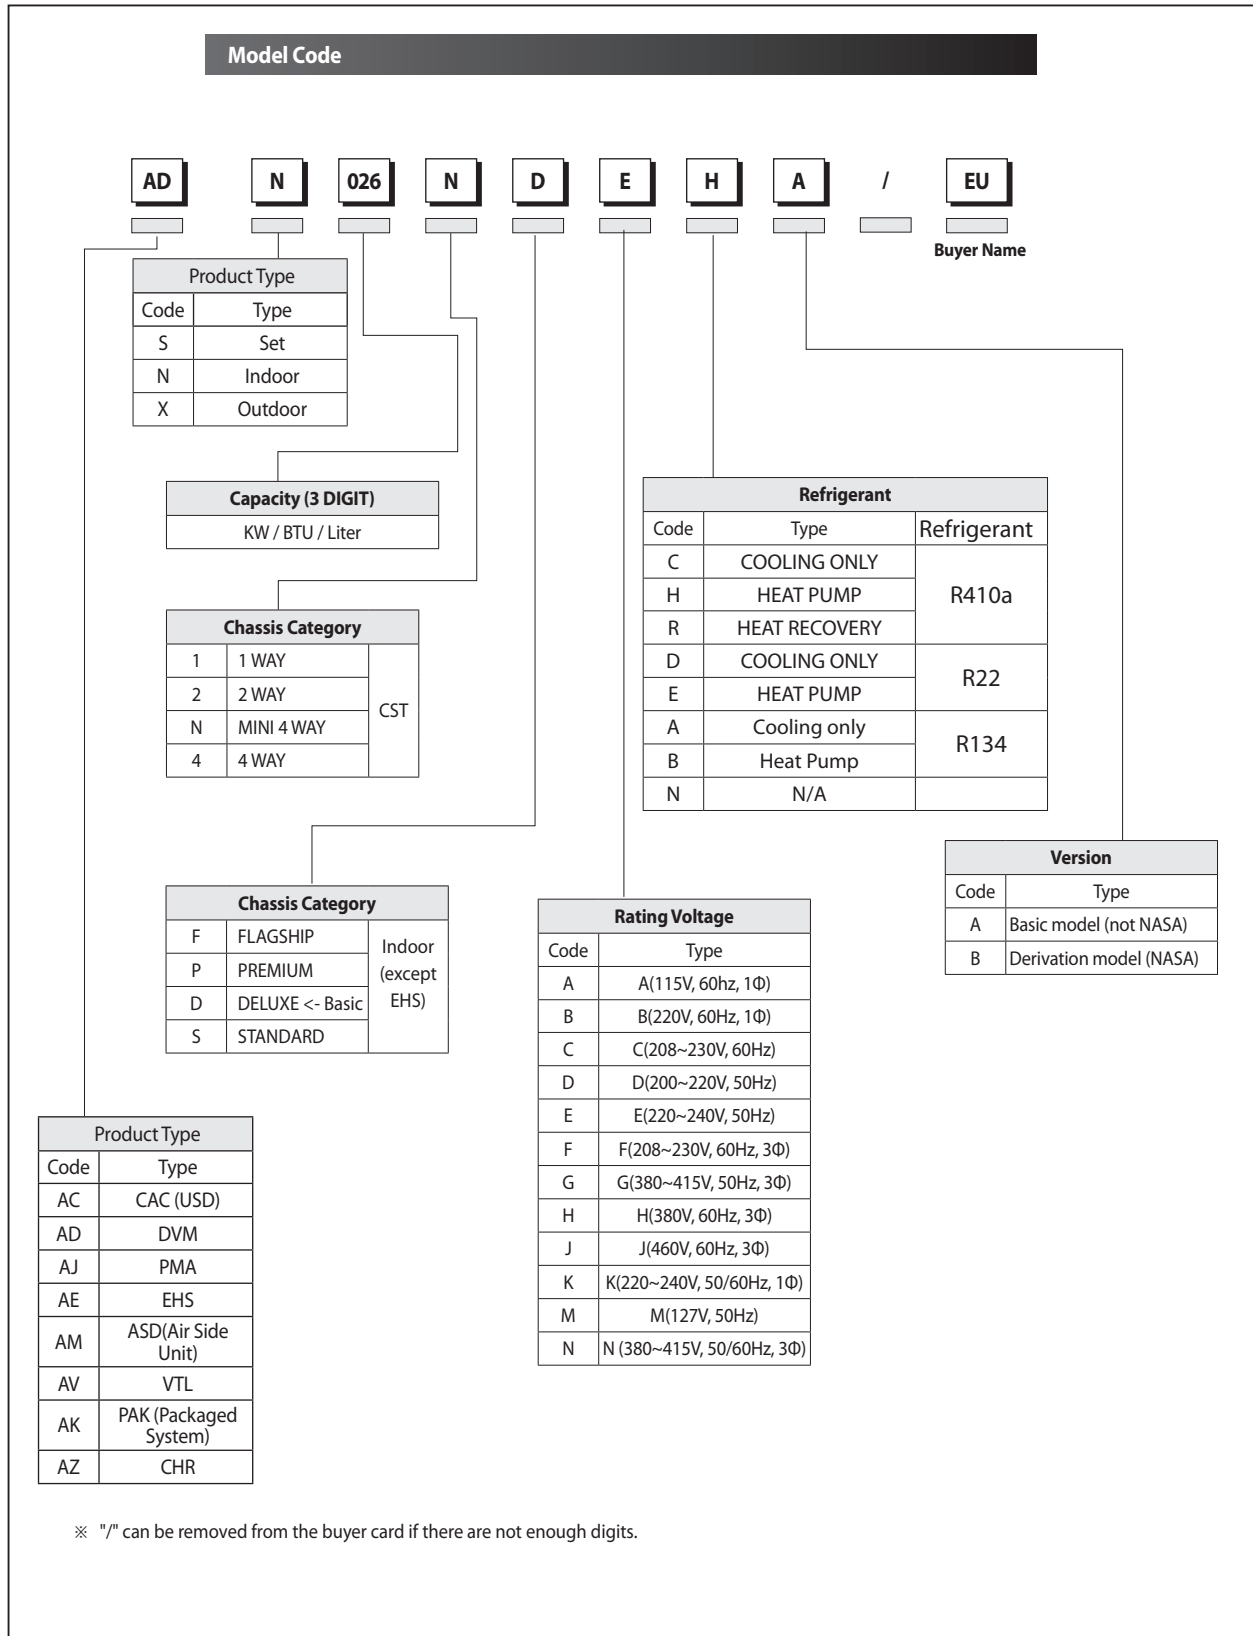 Model Code
AD N 026 N D E H A / EU
Buyer Name
Product Type
Code Type
S Set
N Indoor
X Outdoor
Capacity (3 DIGIT)
KW / BTU / Liter
Chassis Category
1 1 WAY
2 2 WAY
N MINI 4 WAY
4 4 WAY
CST
Refrigerant
Code Type Refrigerant
C COOLING ONLY
H HEAT PUMP
R HEAT RECOVERY
R410a
D COOLING ONLY
E HEAT PUMP
R22
A Cooling only
B Heat Pump
R134
N N/A
Chassis Category
F FLAGSHIP
P PREMIUM
D DELUXE <- Basic
S STANDARD
Indoor
(except
EHS)
Rating Voltage
Code Type
A A(115V, 60hz, 1Φ)
B B(220V, 60Hz, 1Φ)
C C(208~230V, 60Hz)
D D(200~220V, 50Hz)
E E(220~240V, 50Hz)
F F(208~230V, 60Hz, 3Φ)
G G(380~415V, 50Hz, 3Φ)
H H(380V, 60Hz, 3Φ)
J J(460V, 60Hz, 3Φ)
K K(220~240V, 50/60Hz, 1Φ)
M M(127V, 50Hz)
N N (380~415V, 50/60Hz, 3Φ)
Version
Code Type
A Basic model (not NASA)
B Derivation model (NASA)
Product Type
Code Type
AC CAC (USD)
AD DVM
AJ PMA
AE EHS
AM ASD(Air Side
Unit)
AV VTL
AK PAK (Packaged
System)
AZ CHR
※ "/" can be removed from the buyer card if there are not enough digits.